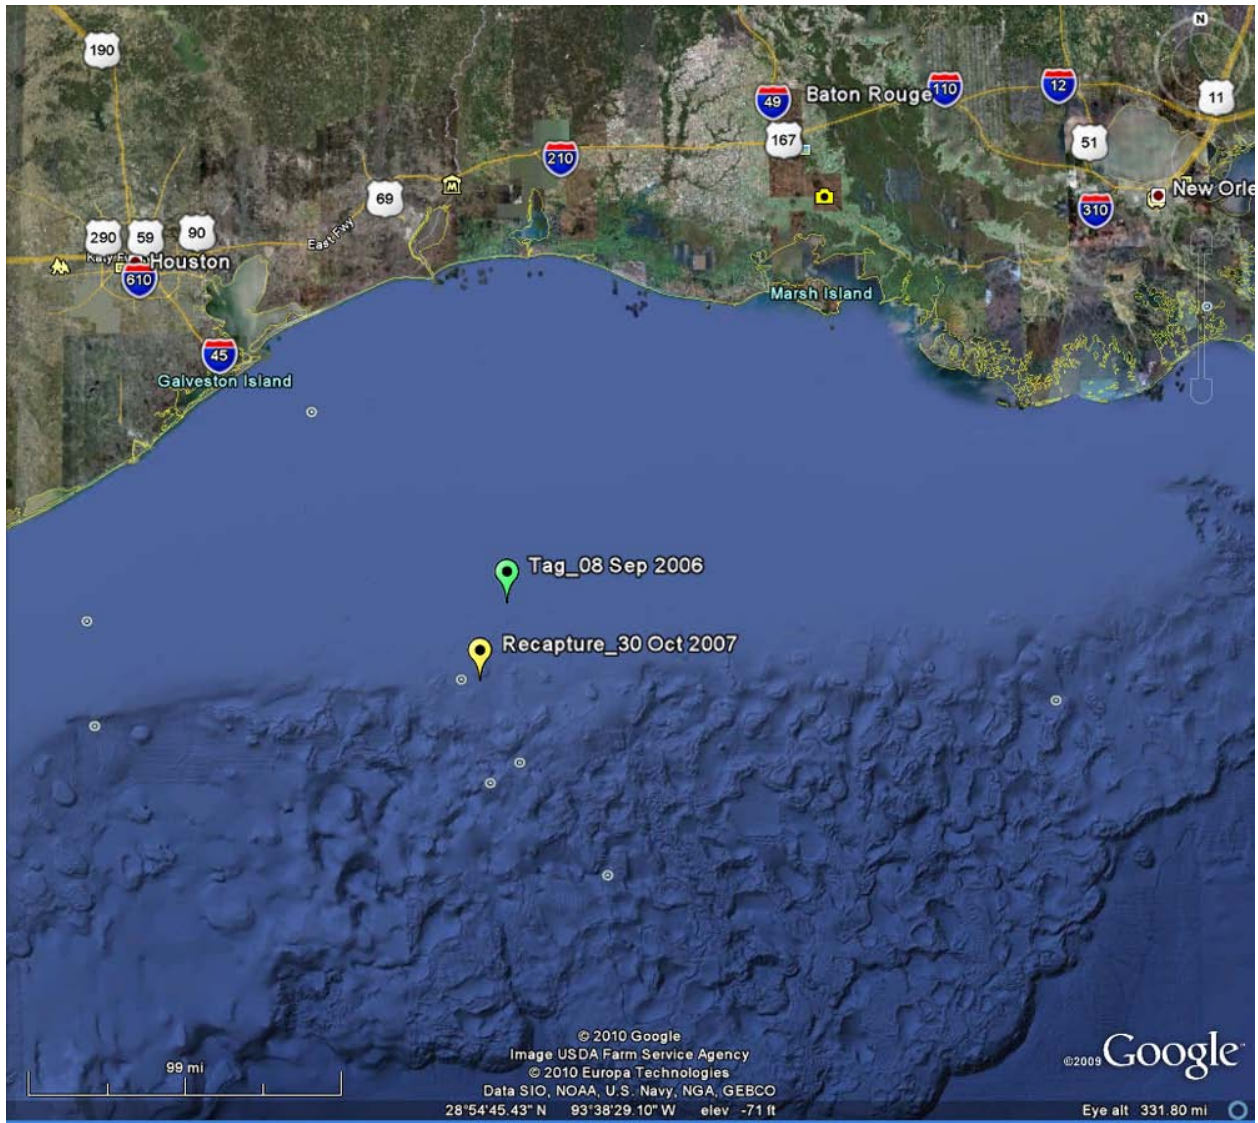 N
190
49
Baton Rouge
110
12
11
167
51
210
69
New Orle
310
290
59
90
East Fwy
Houston
610
Marsh Island
45
Galveston Island
Tag_08 Sep 2006
Recapture_30 Oct 2007
99 mi
© 2010 Google
Image USDA Farm Service Agency
© 2010 Europa Technologies
Data SIO, NOAA, U.S. Navy, NGA, GEBCO
©2009 Google™
28°54'45.43" N 93°38'29.10" W elev -71 ft
Eye alt 331.80 mi